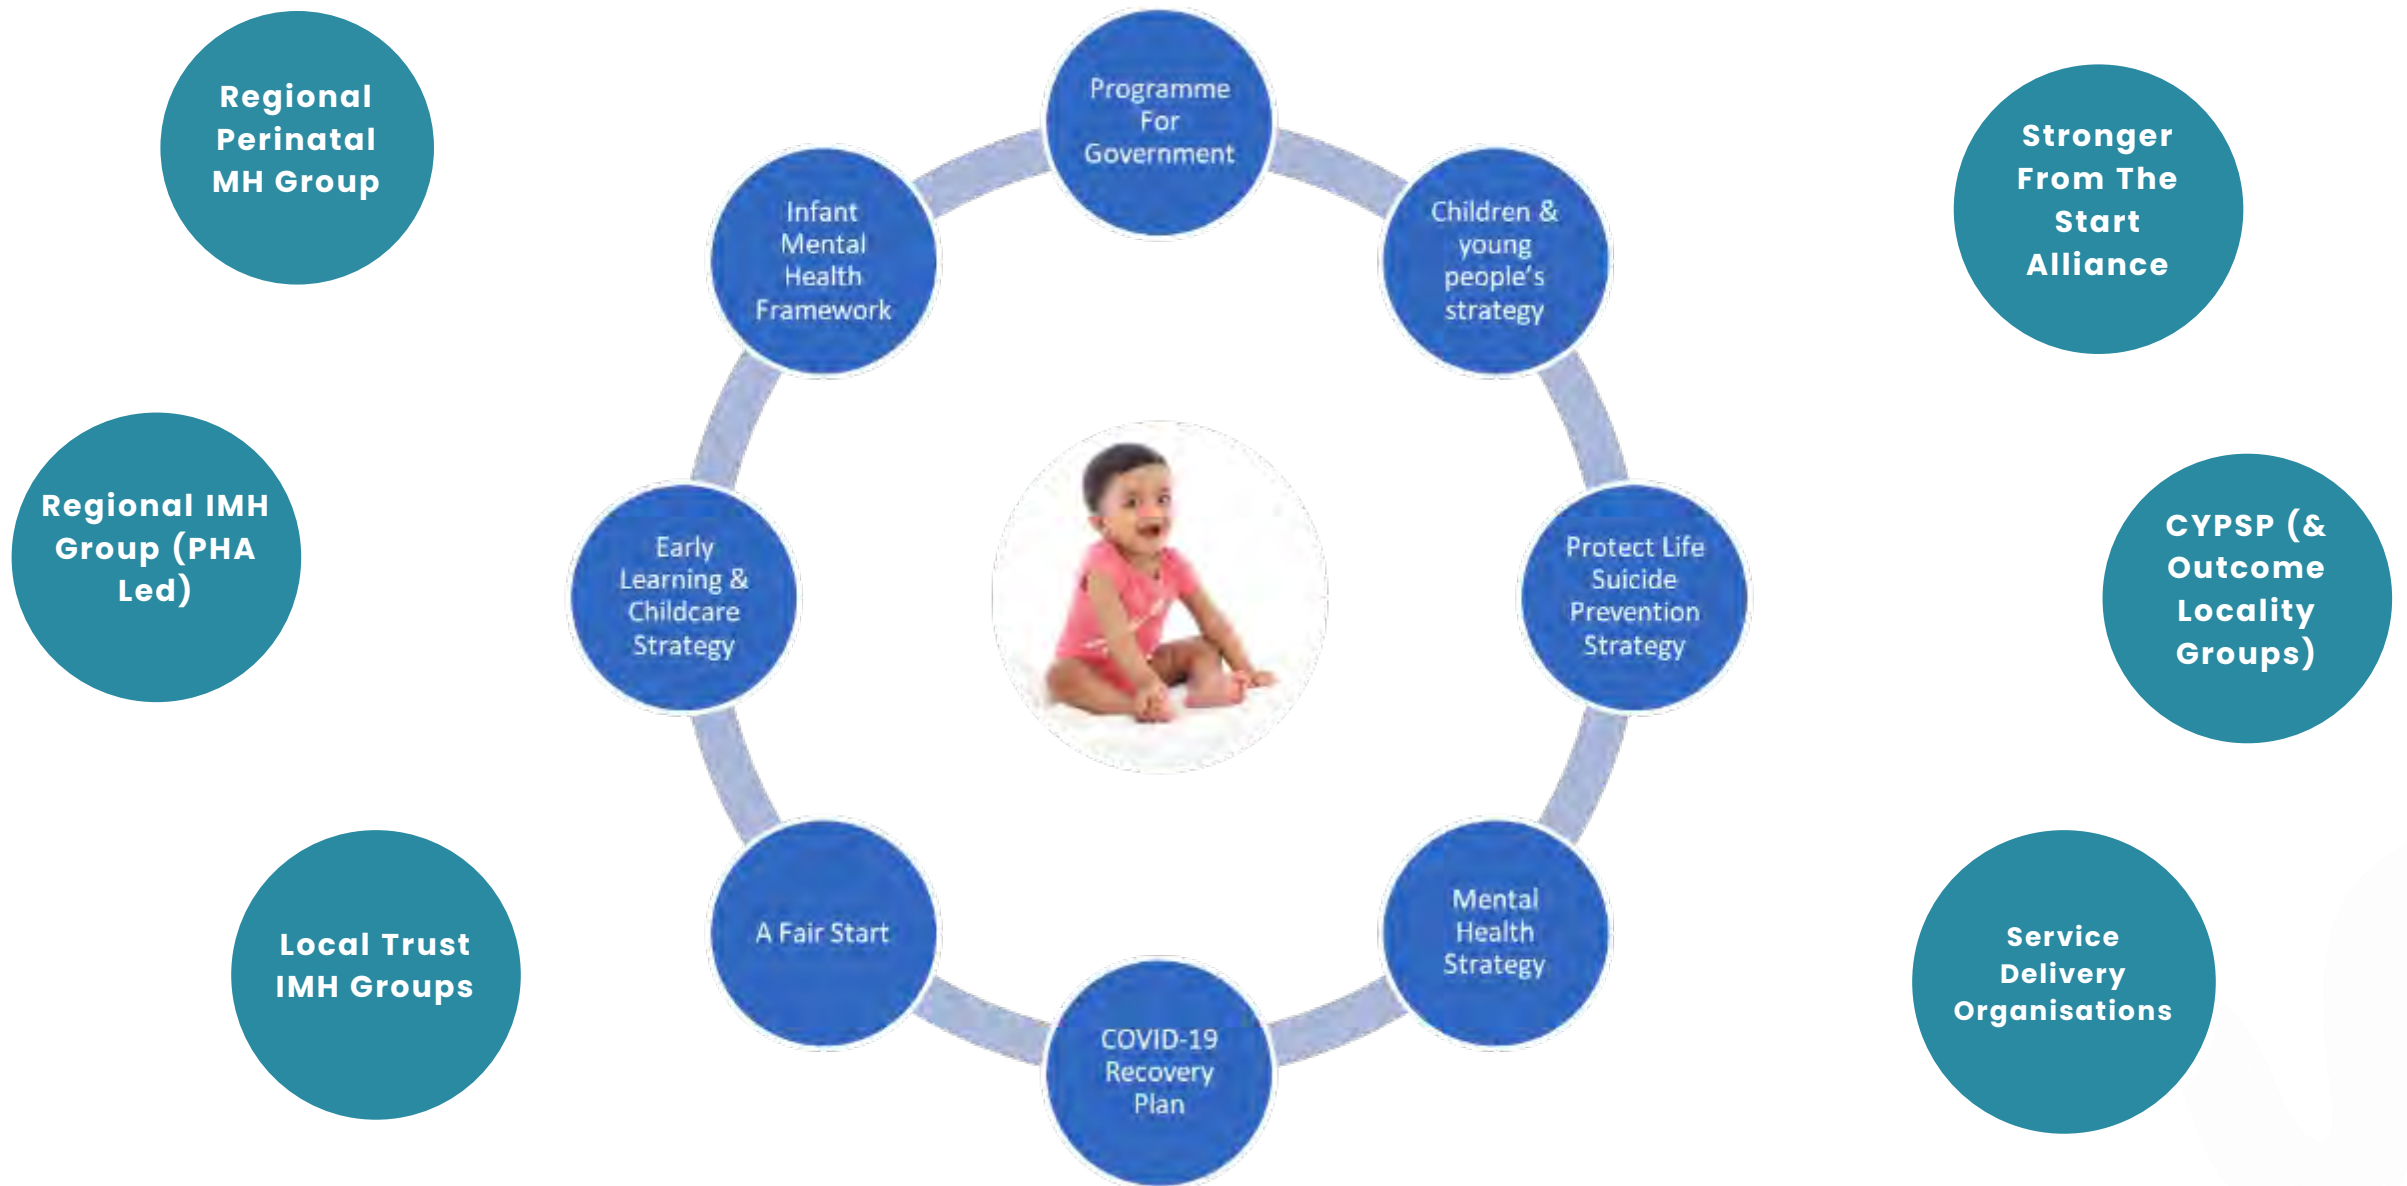 Regional
Perinatal
MH Group
Regional IMH
Group (PHA
Led)
Local Trust
IMH Groups
Programme
For
Government
Children &
young
people’s
strategy
Protect Life
Suicide
Prevention
Strategy
Mental
Health
Strategy
COVID-19
Recovery
Plan
A Fair Start
Early
Learning &
Childcare
Strategy
Infant
Mental
Health
Framework
Stronger
From The
Start
Alliance
CYPSP (&
Outcome
Locality
Groups)
Service
Delivery
Organisations